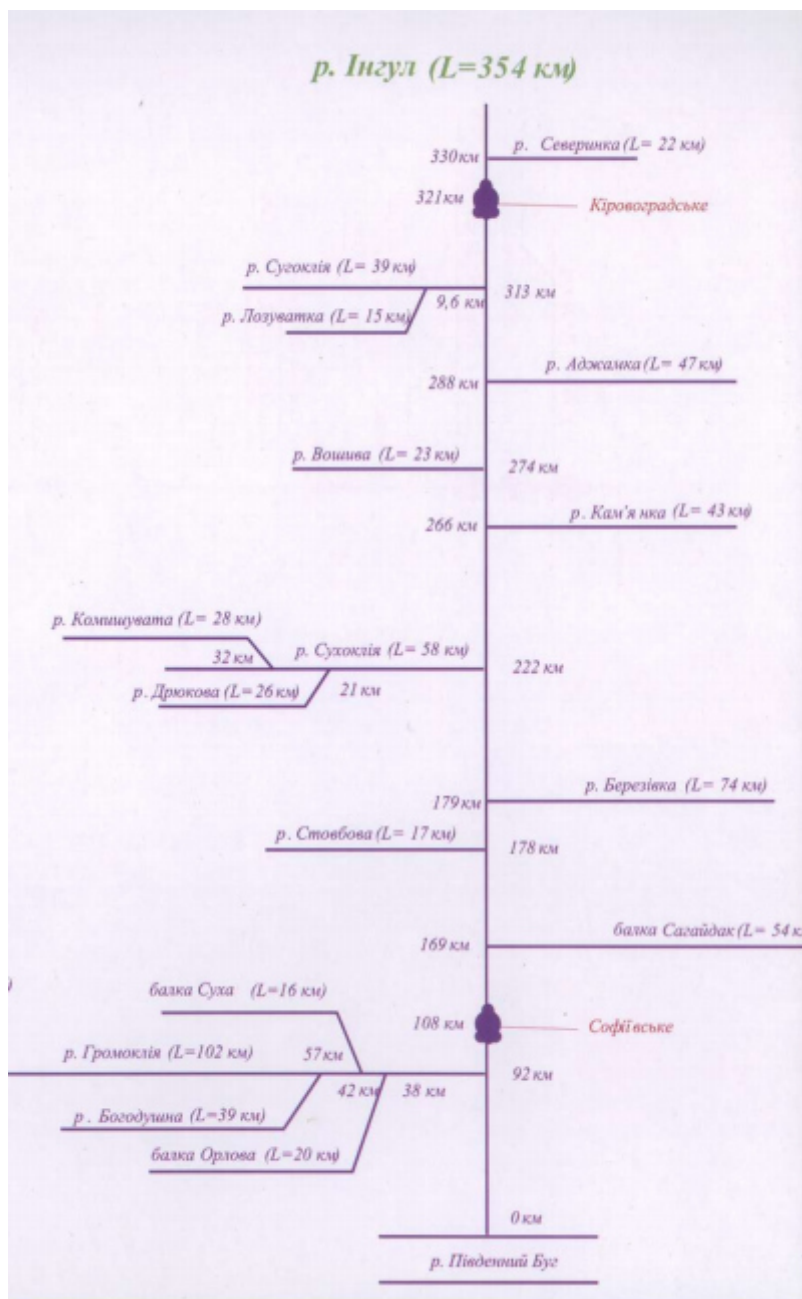 р. Інгул (L=354 км)
р. Северинка (L= 22 км)
330км
321км
Кіровоградське
р. Сугоклія (L= 39 км)
9,6 км
313 км
р. Лозуватка (L= 15 км)
р. Аджамка (L= 47 км)
288 км
р. Вошива (L= 23 км)
274 км
р. Кам'янка (L= 43 км)
266 км
р. Комишувата (L= 28 км)
32 км
р. Сухоклія (L= 58 км)
222 км
р. Дрюкова (L=26 км)
21 км
р. Березівка (L= 74 км)
179 км
р. Стовбова (L= 17 км)
178 км
балка Сагайдак (L= 54 к
169 км
)
балка Суха (L=16 км)
108 км
Софіївське
р. Громоклія (L=102 км)
57 км
42 км
38 км
92 км
р. Богодушна (L=39 км)
балка Орлова (L=20 км)
0 км
р. Південний Буг